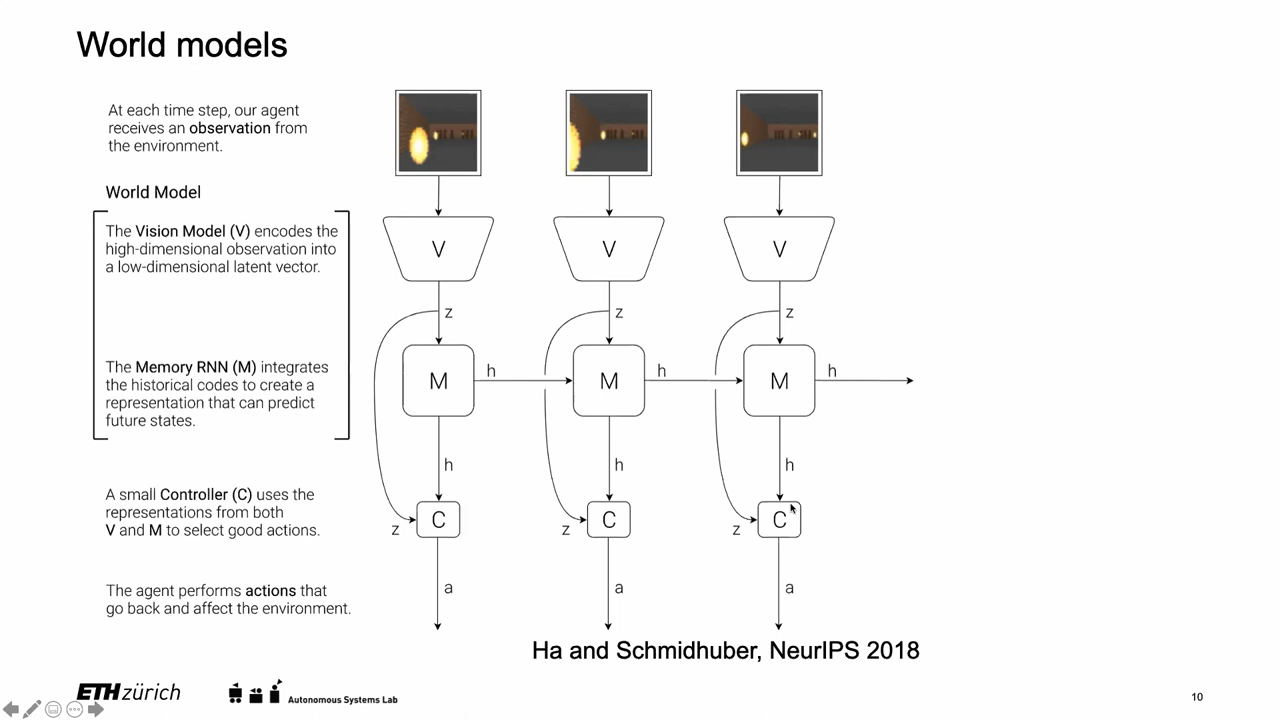 World models
At each time step, our agent
receives an observation from
the environment.
World Model
The Vision Model (V) encodes the
high-dimensional observation into
a low-dimensional latent vector.
The Memory RNN (M) integrates
the historical codes to create a
representation that can predict
future states.
A small Controller (C) uses the
representations from both
V and M to select good actions.
The agent performs actions that
go back and affect the environment.
V V V
z z z
M h M h M h
h h h
z C z C z C
a a a
Ha and Schmidhuber, NeurIPS 2018
ETH zürich
Autonomous Systems Lab
10